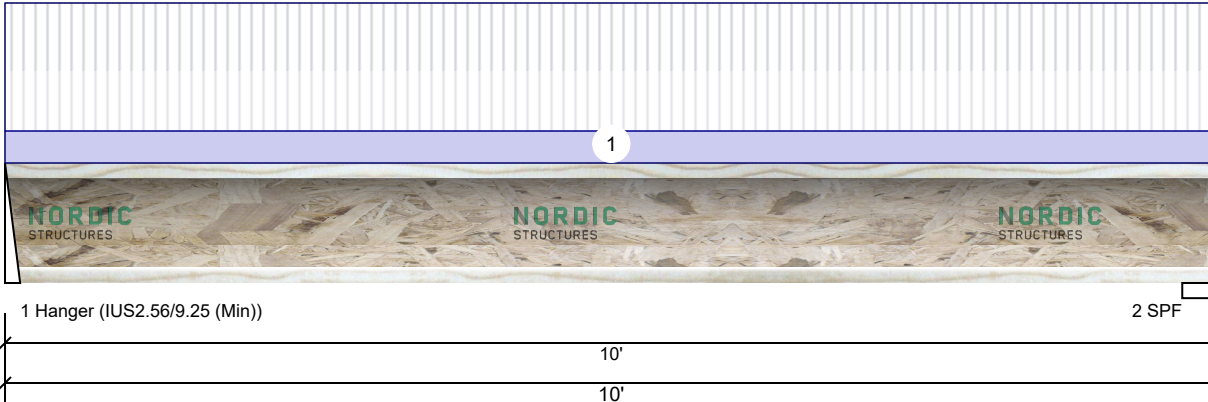 1
NORDIC
STRUCTURES
NORDIC
STRUCTURES
NORDIC
STRUCTURES
1 Hanger (IUS2.56/9.25 (Min))
2 SPF
10'
10'